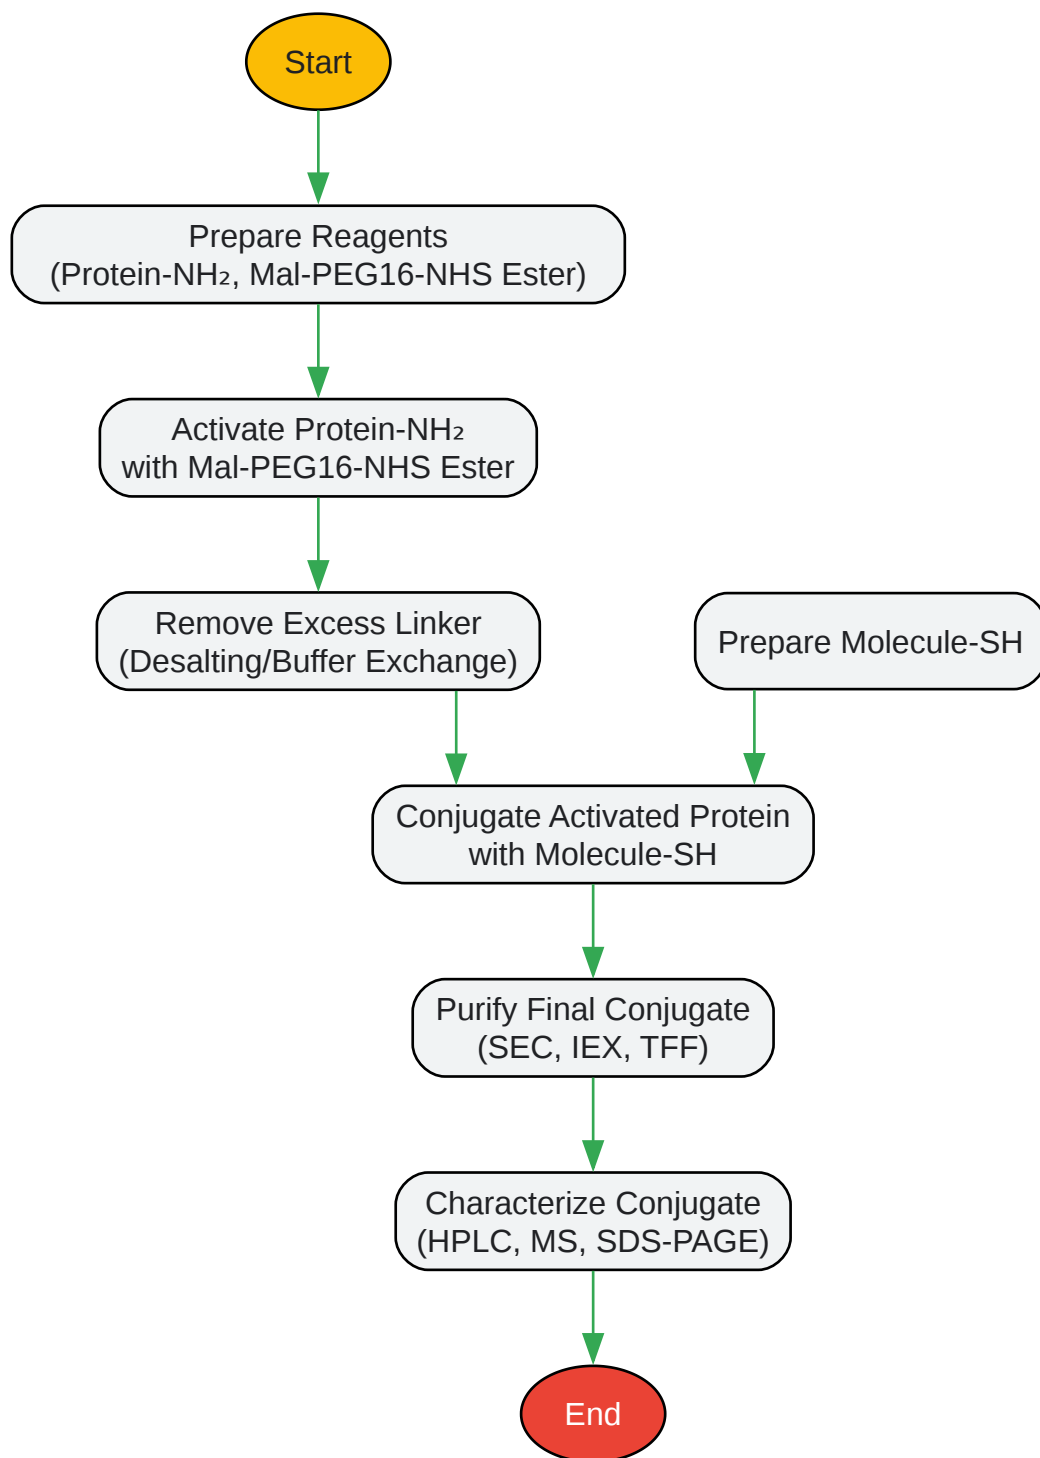 Start
Prepare Reagents
(Protein-NH₂, Mal-PEG16-NHS Ester)
Activate Protein-NH₂
with Mal-PEG16-NHS Ester
Remove Excess Linker
(Desalting/Buffer Exchange)
Prepare Molecule-SH
Conjugate Activated Protein
with Molecule-SH
Purify Final Conjugate
(SEC, IEX, TFF)
Characterize Conjugate
(HPLC, MS, SDS-PAGE)
End